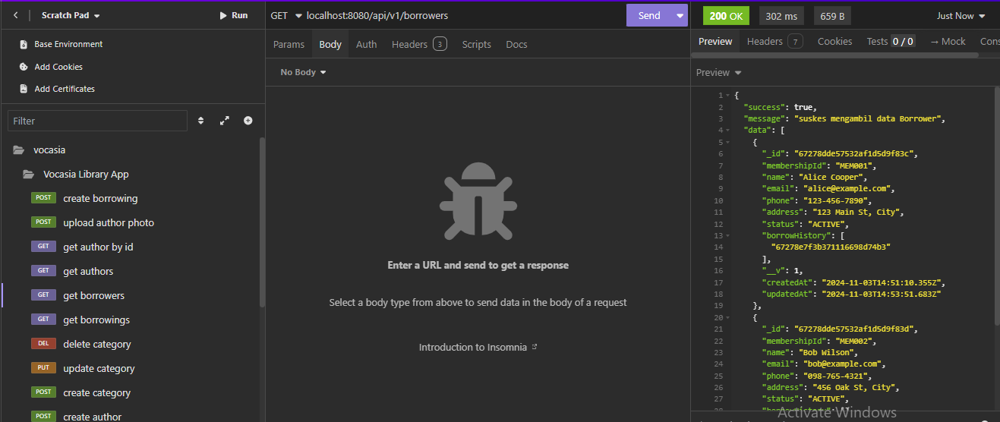 Scratch Pad
Run
Base Environment
Add Cookies
Add Certificates
Filter
vocasia
Vocasia Library App
POST create borrowing
POST upload author photo
GET get author by id
GET get authors
GET get borrowers
GET get borrowings
DEL delete category
PUT update category
POST create category
POST create author
GET localhost:8080/api/v1/borrowers
Send
Params Body Auth Headers 3 Scripts Docs
No Body
Enter a URL and send to get a response
Select a body type from above to send data in the body of a request
Introduction to Insomnia
200 OK 302 ms 659 B Just Now
Preview Headers 7 Cookies Tests 0 / 0 → Mock Cons
Preview
1 {
2 "success": true,
3 "message": "suskes mengambil data Borrower",
4 "data": [
5 {
6 "_id": "67278dde57532af1d5d9f83c",
7 "membershipId": "MEM001",
8 "name": "Alice Cooper",
9 "email": "alice@example.com",
10 "phone": "123-456-7890",
11 "address": "123 Main St, City",
12 "status": "ACTIVE",
13 "borrowHistory": [
14 "67278e7f3b371116698d74b3"
15 ],
16 "__v": 1,
17 "createdAt": "2024-11-03T14:51:10.355Z",
18 "updatedAt": "2024-11-03T14:53:51.683Z"
19 },
20 {
21 "_id": "67278dde57532af1d5d9f83d",
22 "membershipId": "MEM002",
23 "name": "Bob Wilson",
24 "email": "bob@example.com",
25 "phone": "098-765-4321",
26 "address": "456 Oak St, City",
27 "status": "ACTIVE",
28
Activate Windows